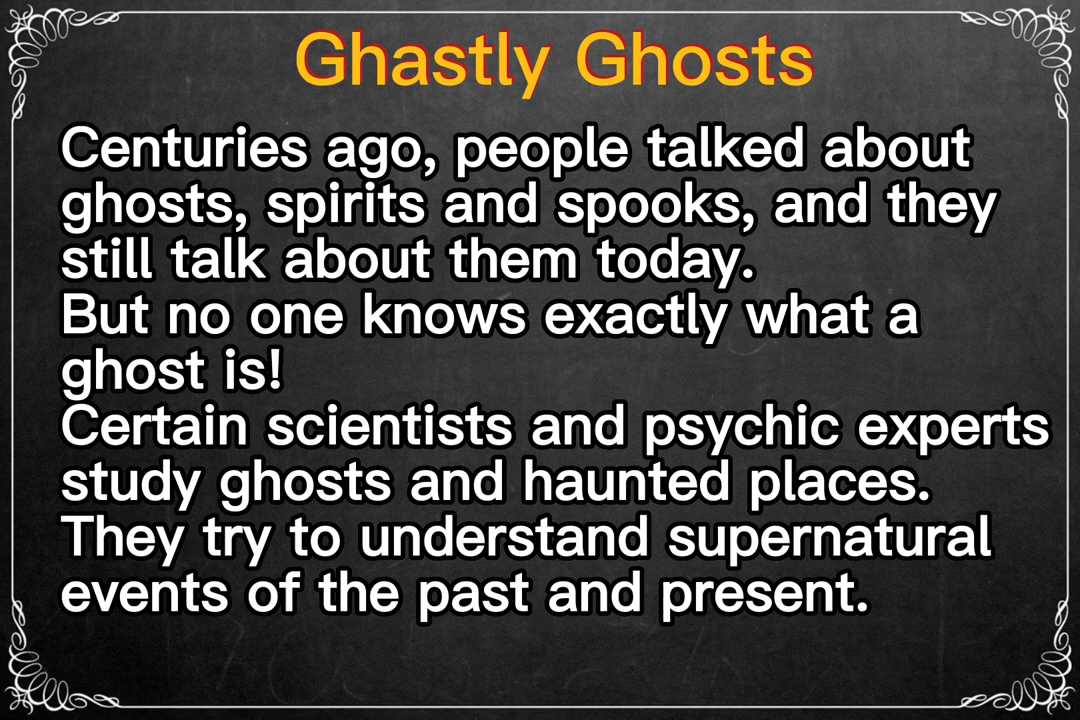 Ghastly Ghosts
Centuries ago, people talked about
ghosts, spirits and spooks, and they
still talk about them today.
But no one knows exactly what a
ghost is!
Certain scientists and psychic experts
study ghosts and haunted places.
They try to understand supernatural
events of the past and present.